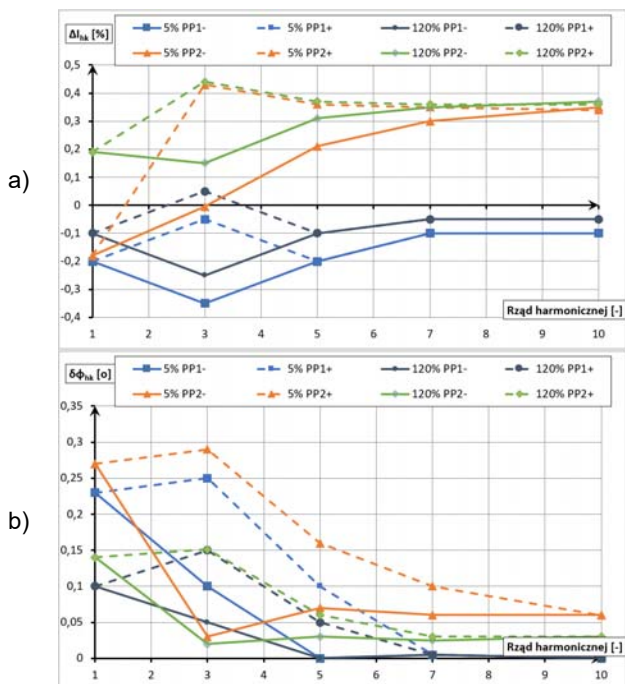 a)
ΔI_hk [%]
5% PP1- 5% PP1+ 120% PP1- 120% PP1+
5% PP2- 5% PP2+ 120% PP2- 120% PP2+
0,5
0,4
0,3
0,2
0,1
0
-0,1
-0,2
-0,3
-0,4
Rząd harmonicznej [-]
1 2 3 4 5 6 7 8 9 10
b)
δφ_hk [o]
5% PP1- 5% PP1+ 120% PP1- 120% PP1+
5% PP2- 5% PP2+ 120% PP2- 120% PP2+
0,35
0,3
0,25
0,2
0,15
0,1
0,05
0
Rząd harmonicznej [-]
1 2 3 4 5 6 7 8 9 10